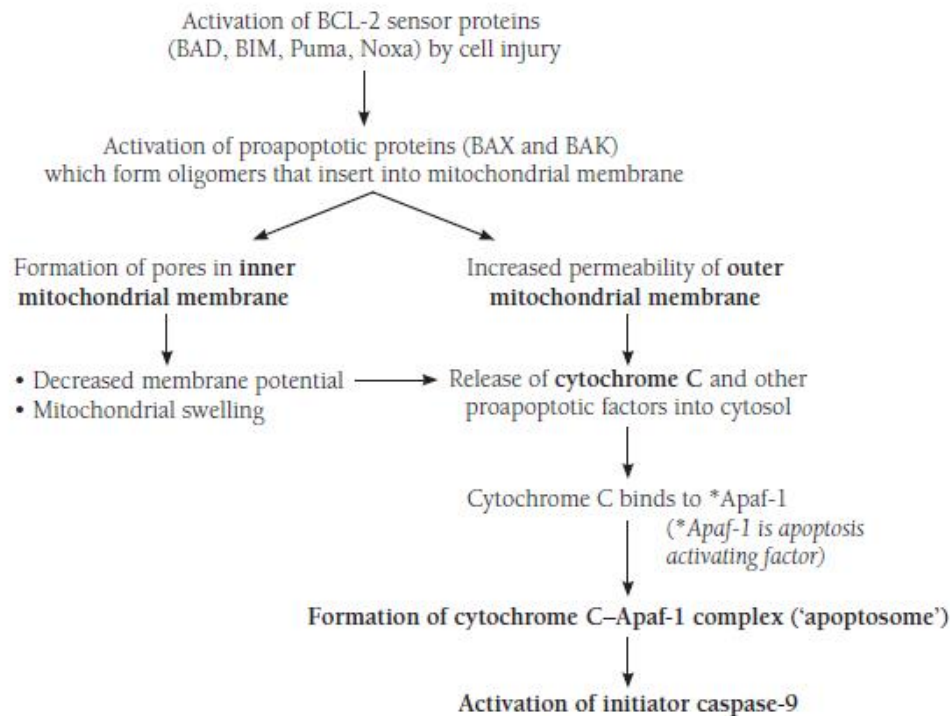 Activation of BCL-2 sensor proteins
(BAD, BIM, Puma, Noxa) by cell injury
Activation of proapoptotic proteins (BAX and BAK)
which form oligomers that insert into mitochondrial membrane
Formation of pores in inner
mitochondrial membrane
Increased permeability of outer
mitochondrial membrane
• Decreased membrane potential
• Mitochondrial swelling
Release of cytochrome C and other
proapoptotic factors into cytosol
Cytochrome C binds to *Apaf-1
(*Apaf-1 is apoptosis
activating factor)
Formation of cytochrome C–Apaf-1 complex (‘apoptosome’)
Activation of initiator caspase-9